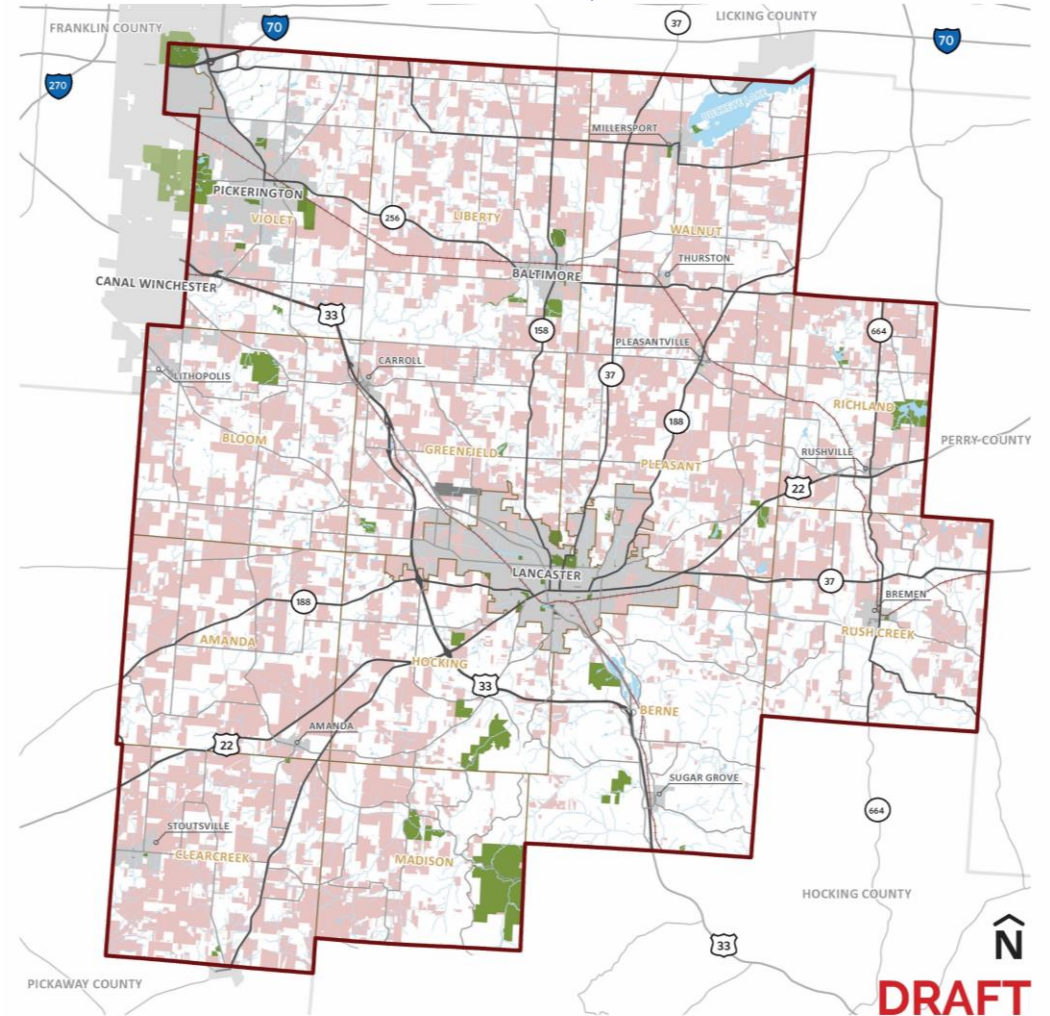 FRANKLIN COUNTY
70
37
LICKING COUNTY
70
270
BUCKEYE LAKE
MILLERSPORT
PICKERINGTON
VIOLET
256
LIBERTY
WALNUT
THURSTON
BALTIMORE
CANAL WINCHESTER
33
158
664
PLEASANTVILLE
CARROLL
37
LITHOPOLIS
RICHLAND
188
BLOOM
GREENFIELD
PERRY COUNTY
RUSHVILLE
PLEASANT
22
LANCASTER
37
188
BREMEN
RUSH CREEK
AMANDA
HOCKING
33
BERNE
AMANDA
22
SUGAR GROVE
664
STOUTSVILLE
CLEARCREEK
MADISON
HOCKING COUNTY
33
N
PICKAWAY COUNTY
DRAFT